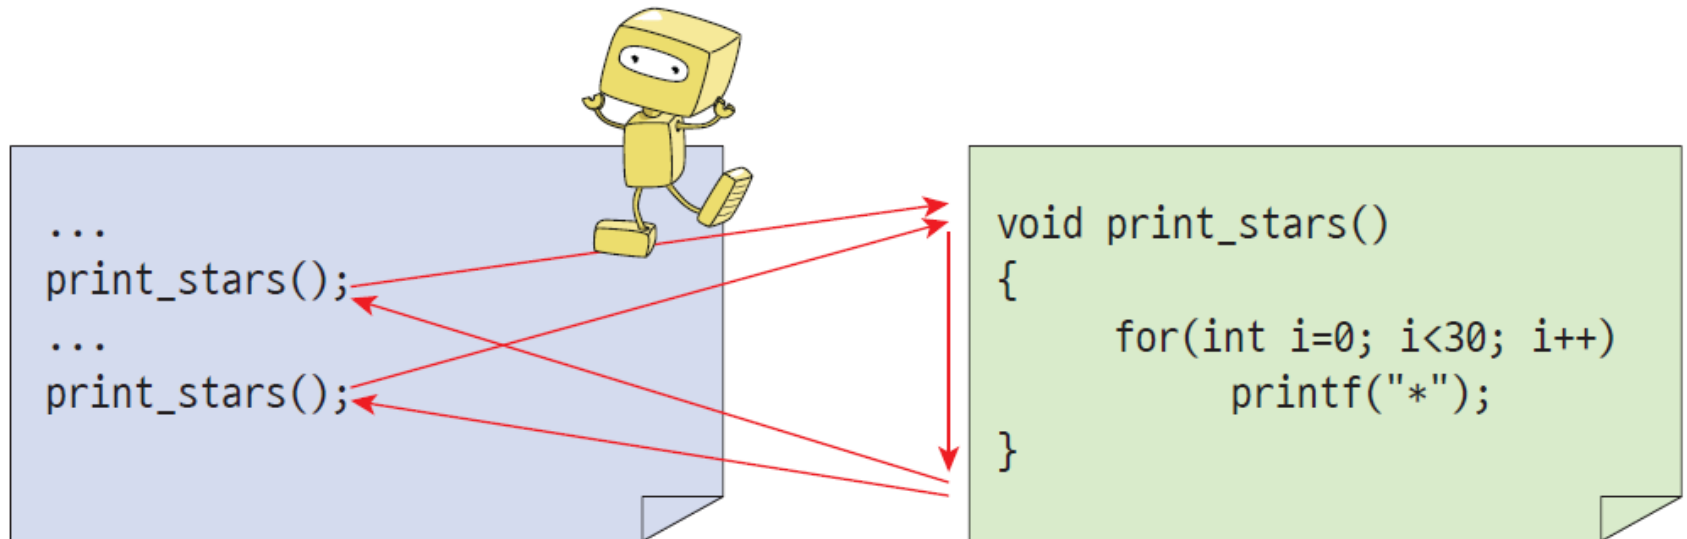 ...
print_stars();
...
print_stars();
void print_stars()
{
for(int i=0; i<30; i++)
printf("*");
}